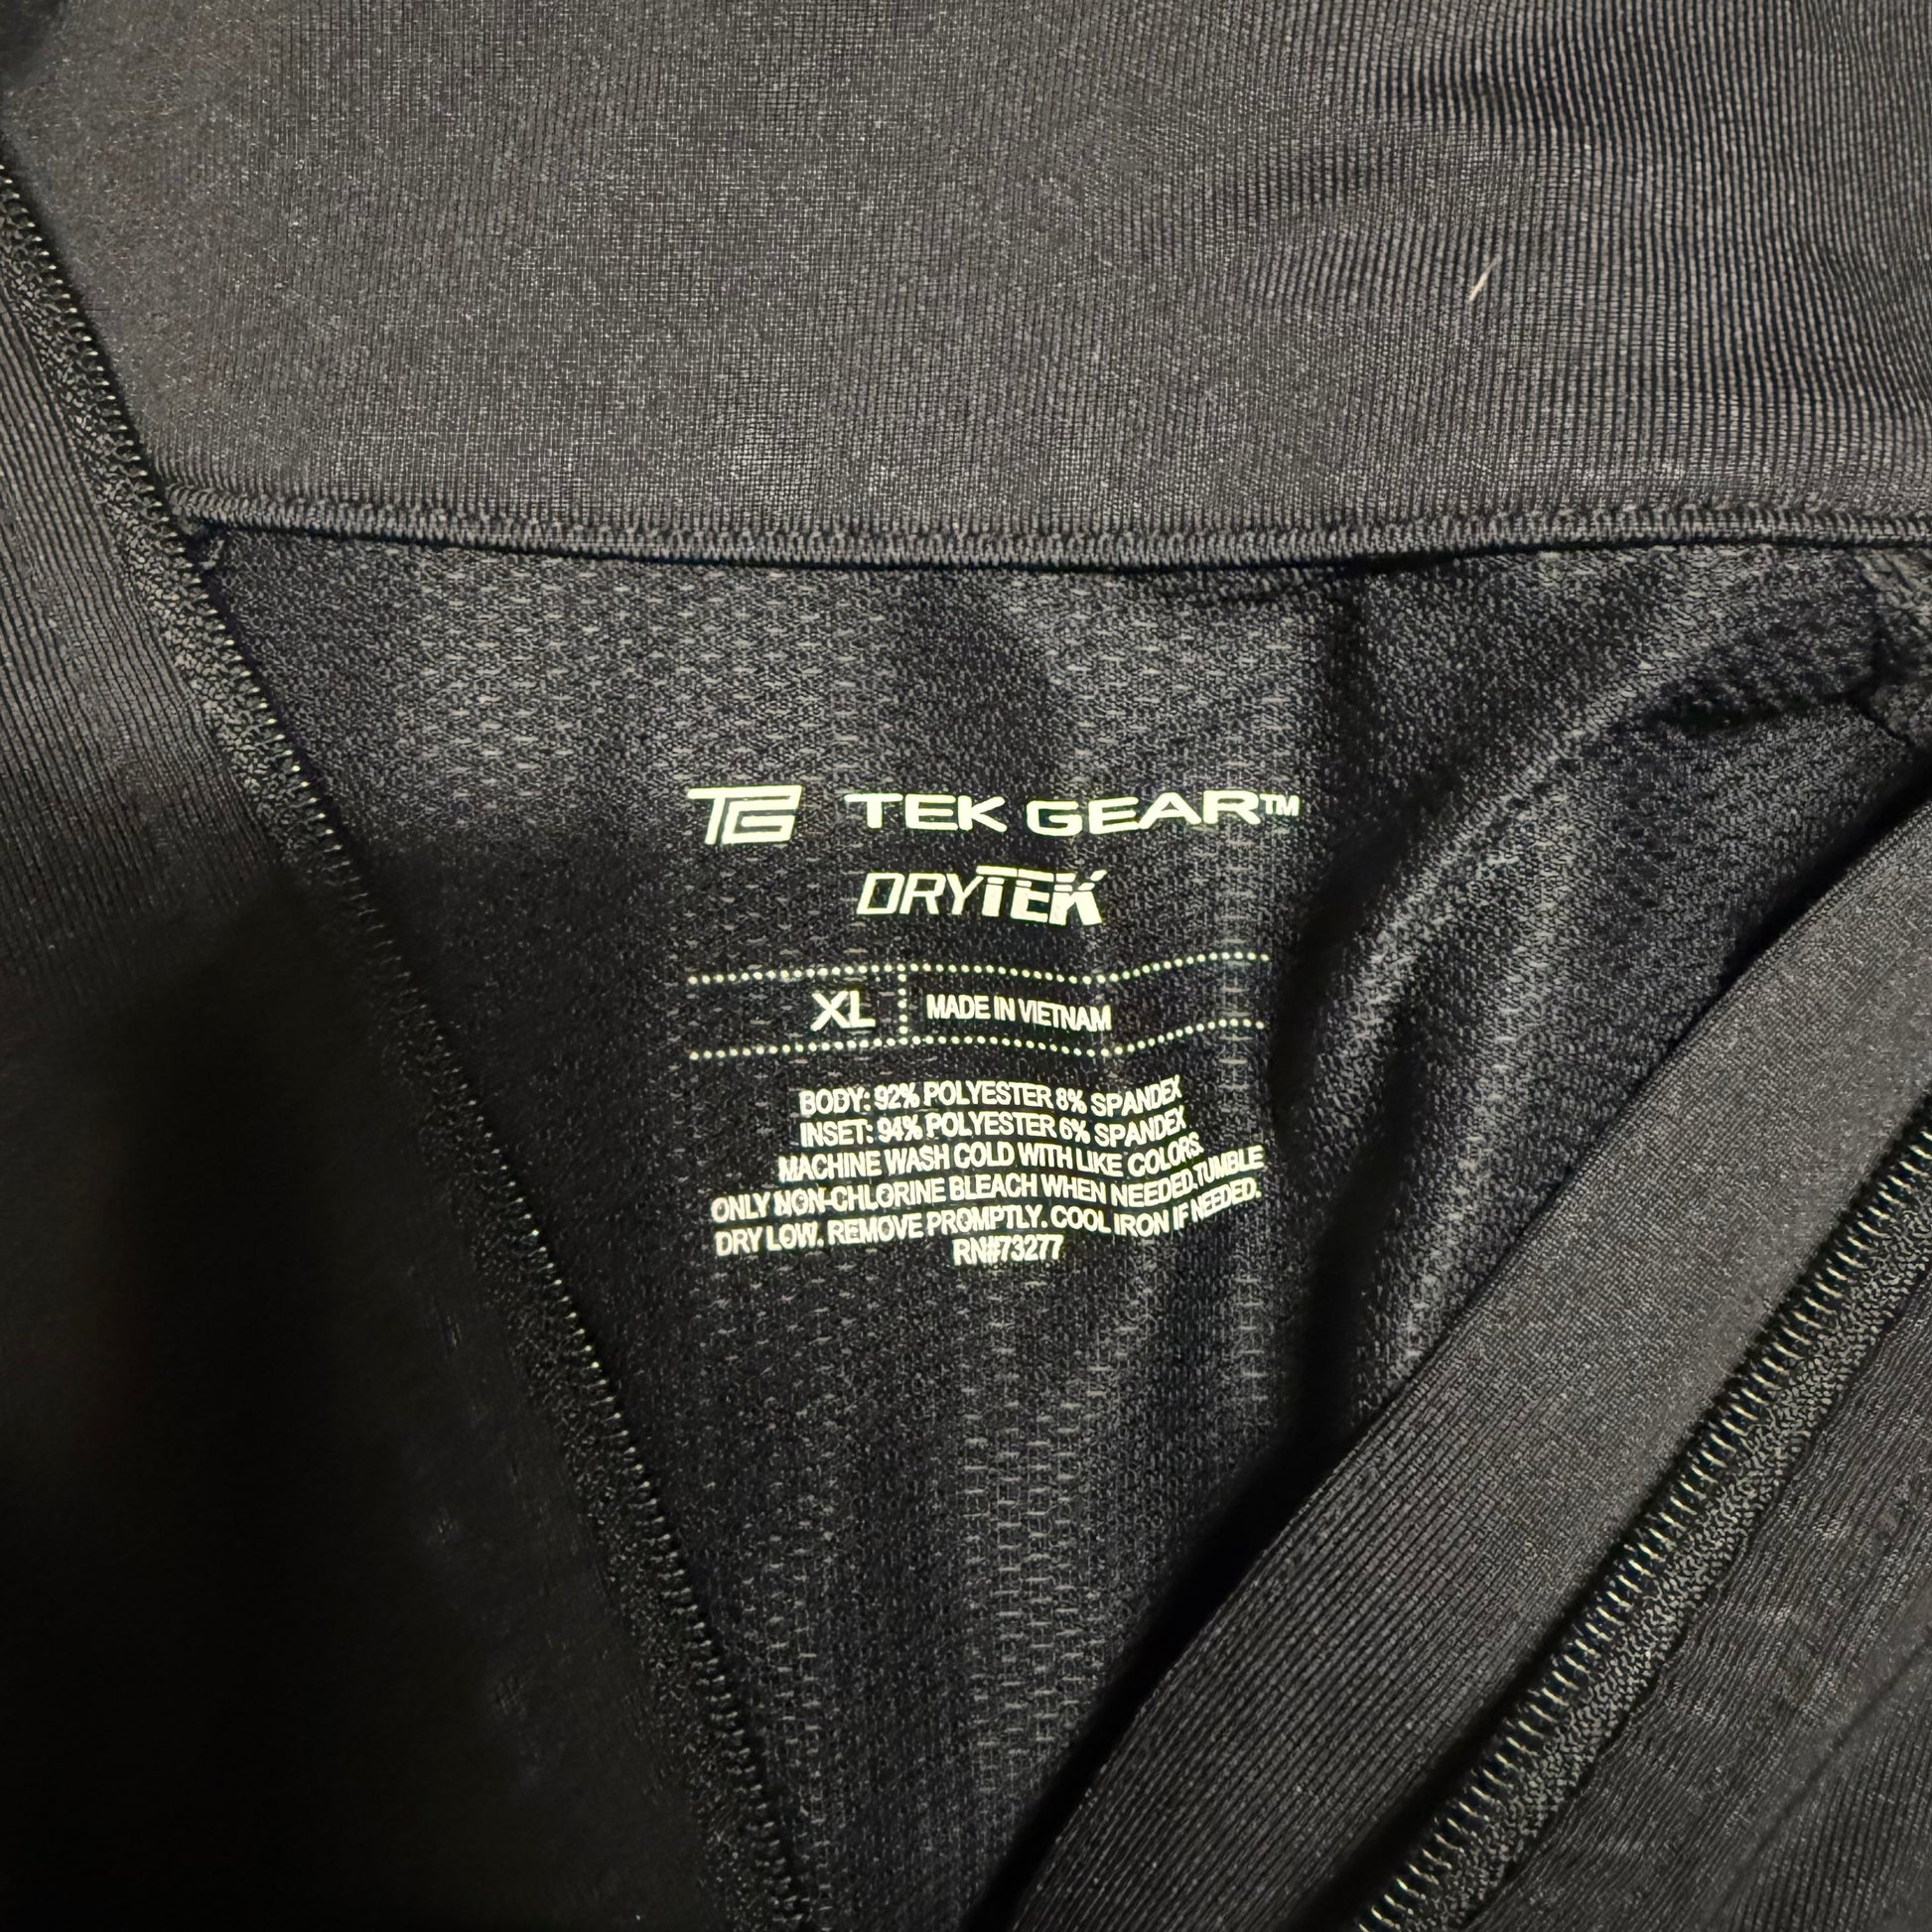 TG TEK GEAR™
DRYTEK
XL MADE IN VIETNAM
BODY: 92% POLYESTER 8% SPANDEX
INSET: 94% POLYESTER 6% SPANDEX
MACHINE WASH COLD WITH LIKE COLORS.
ONLY NON-CHLORINE BLEACH WHEN NEEDED.TUMBLE
DRY LOW. REMOVE PROMPTLY. COOL IRON IF NEEDED.
RN#73277